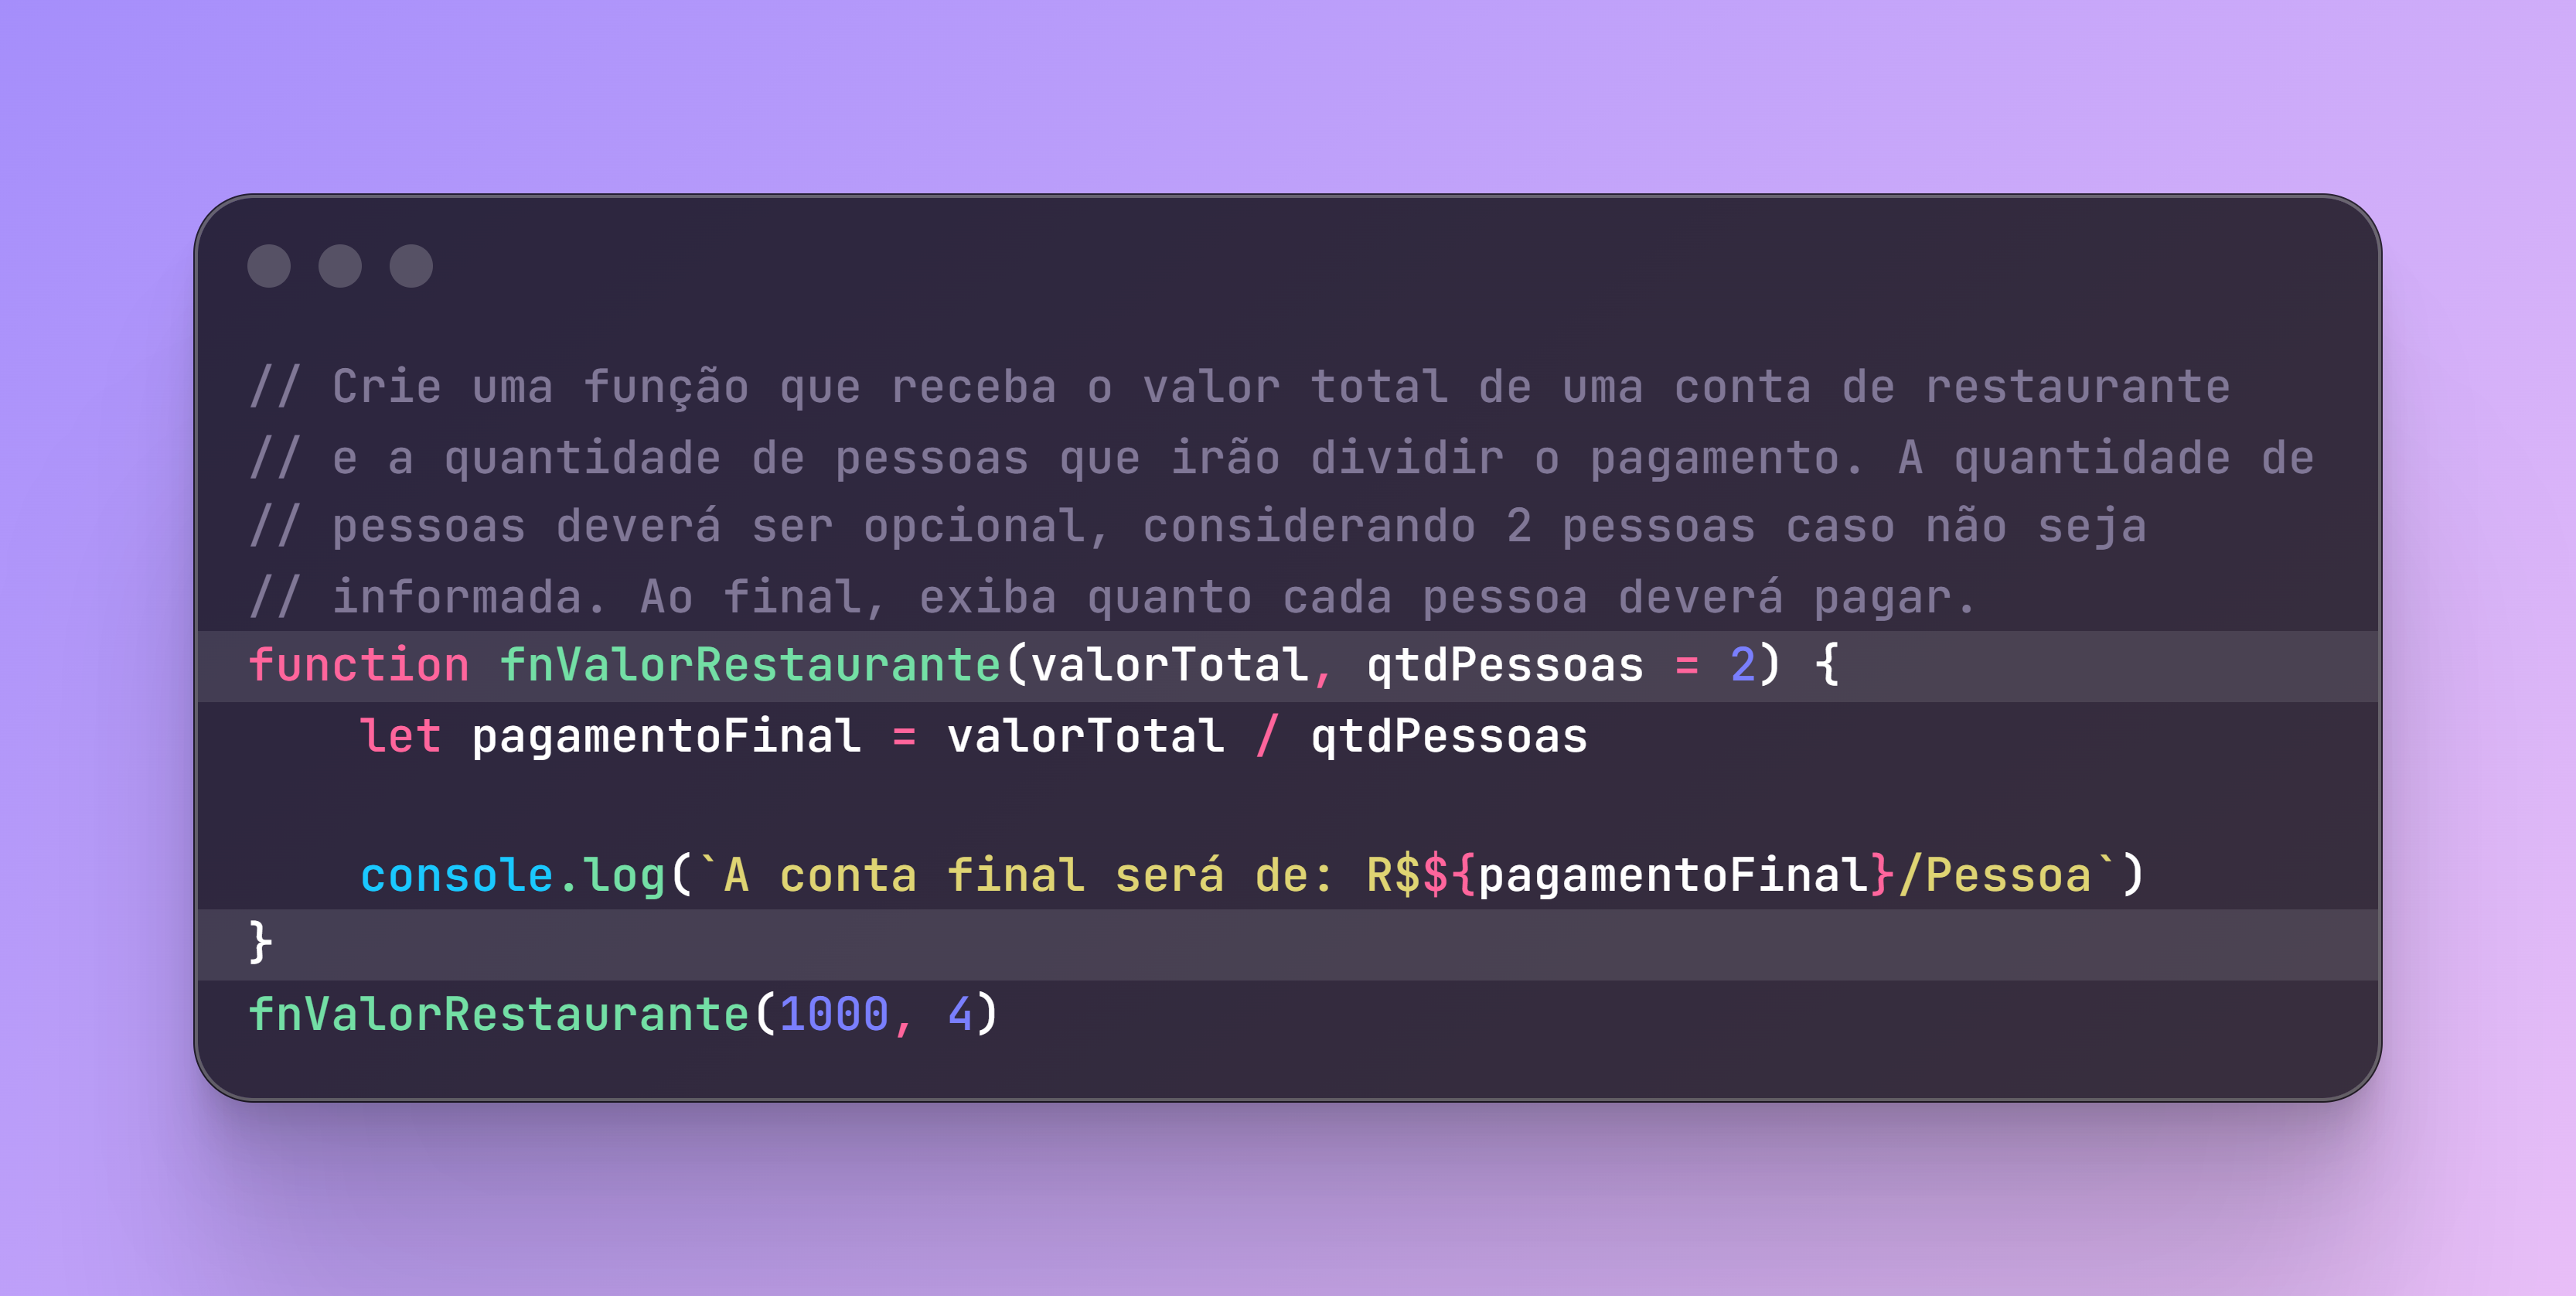 // Crie uma função que receba o valor total de uma conta de restaurante
// e a quantidade de pessoas que irão dividir o pagamento. A quantidade de
// pessoas deverá ser opcional, considerando 2 pessoas caso não seja
// informada. Ao final, exiba quanto cada pessoa deverá pagar.
function fnValorRestaurante(valorTotal, qtdPessoas = 2) {
    let pagamentoFinal = valorTotal / qtdPessoas

    console.log(`A conta final será de: R$${pagamentoFinal}/Pessoa`)
}
fnValorRestaurante(1000, 4)